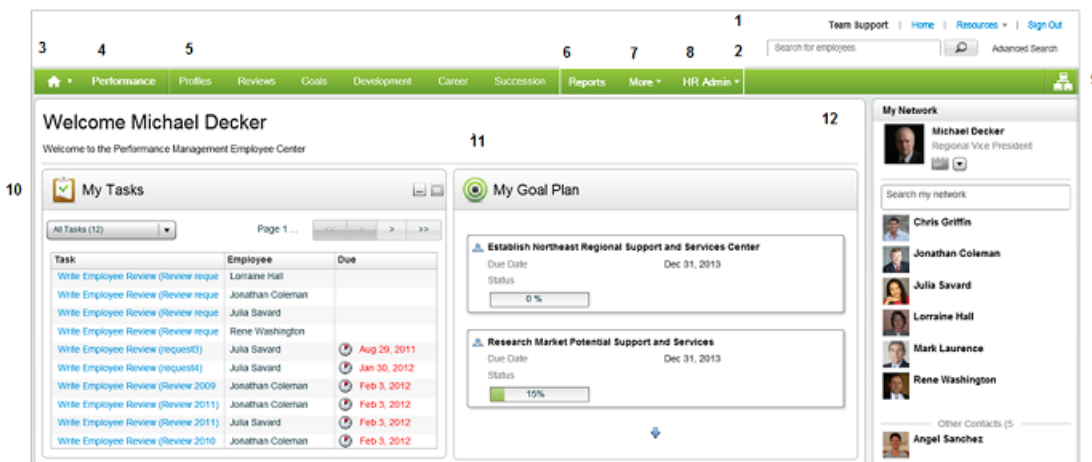 1 Team Support | Home | Resources | Sign Out
3 4 5 6 7 8 2 Search for employees Advanced Search
Performance Profiles Reviews Goals Development Career Succession Reports More HR Admin
Welcome Michael Decker
Welcome to the Performance Management Employee Center
11
12
10
My Tasks
All Tasks (12) Page 1 ... << < > >>
Task Employee Due
Write Employee Review (Review reque Lorraine Hall
Write Employee Review (Review reque Jonathan Coleman
Write Employee Review (Review reque Julia Savard
Write Employee Review (Review reque Rene Washington
Write Employee Review (request3) Julia Savard Aug 29, 2011
Write Employee Review (request4) Julia Savard Jan 30, 2012
Write Employee Review (Review 2009 Jonathan Coleman Feb 3, 2012
Write Employee Review (Review 2011) Jonathan Coleman Feb 3, 2012
Write Employee Review (Review 2011) Julia Savard Feb 3, 2012
Write Employee Review (Review 2010 Jonathan Coleman Feb 3, 2012
My Goal Plan
Establish Northeast Regional Support and Services Center
Due Date Dec 31, 2013
Status
0 %
Research Market Potential Support and Services
Due Date Dec 31, 2013
Status
15%
My Network
Michael Decker
Regional Vice President
Search my network
Chris Griffin
Jonathan Coleman
Julia Savard
Lorraine Hall
Mark Laurence
Rene Washington
Other Contacts (5
Angel Sanchez